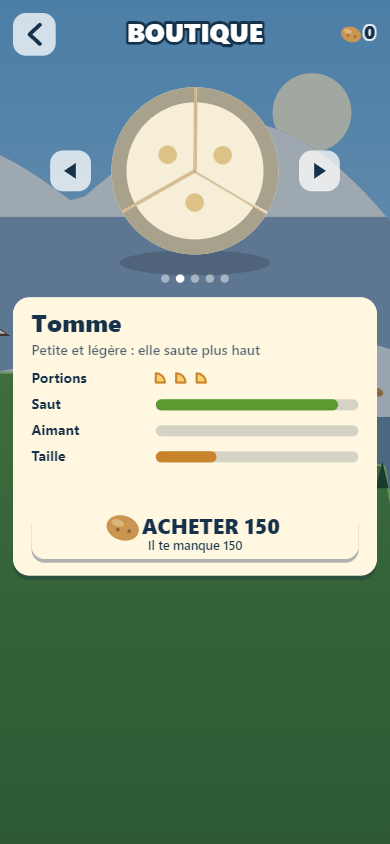 BOUTIQUE
0
Tomme
Petite et légère : elle saute plus haut
Portions
Saut
Aimant
Taille
ACHETER 150
Il te manque 150